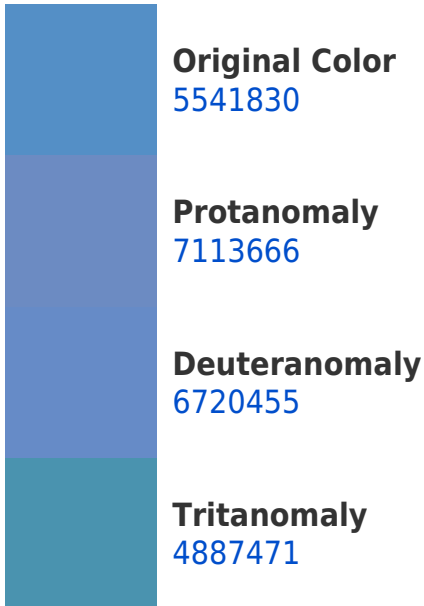 Original Color
5541830
Protanomaly
7113666
Deuteranomaly
6720455
Tritanomaly
4887471